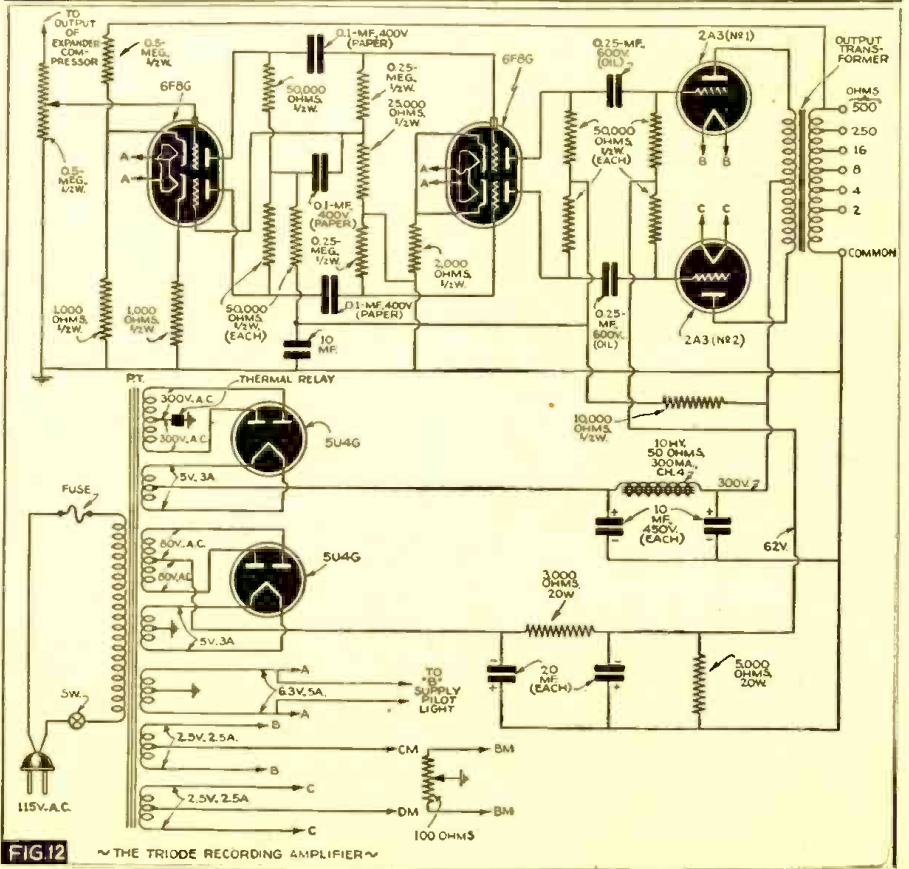 TO
OUTPUT
OF
EXPANDER
COM-
PRESSOR
0.5-
MEG.,
1/2W.
6F8G
A
A
0.5-
MEG.,
1/2W.
0.1-MF., 400V
(PAPER)
50,000
OHMS,
1/2W.
0.25-
MEG.,
1/2W.
25,000
OHMS,
1/2W.
0.1-MF.,
400V
(PAPER)
0.25-
MEG.,
1/2W.
6F8G
A
A
0.25-MF.,
600V.
(OIL)
50,000
OHMS,
1/2W.
(EACH)
2A3 (Nº1)
B
B
C
C
2A3 (Nº2)
OUTPUT
TRANS-
FORMER
OHMS
500
250
16
8
4
2
COMMON
1,000
OHMS,
1/2W.
1,000
OHMS,
1/2W.
50,000
OHMS,
1/2W.
(EACH)
0.1-MF., 400V
(PAPER)
2,000
OHMS,
1/2W.
0.25-
MF.,
600V.
(OIL)
10
MF.
P.T.
THERMAL RELAY
300V.A.C.
300V.A.C.
5U4G
5V.,3A.
10,000
OHMS,
1/2W.
10 HY.,
50 OHMS,
300 MA.,
CH.4
300V.
10
MF.,
450V.
(EACH)
62V.
FUSE
80V.A.C.
80V.A.C.
5U4G
5V.,3A
3,000
OHMS,
20W
20
MF.
(EACH)
5,000
OHMS,
20W.
A
6.3V.,5A.
A
TO
"B"
SUPPLY
PILOT
LIGHT
SW.
B
2.5V.,2.5A.
CM
B
BM
C
2.5V.,2.5A
DM
C
BM
100 OHMS
115V.-A.C.
FIG.12 ~THE TRIODE RECORDING AMPLIFIER~